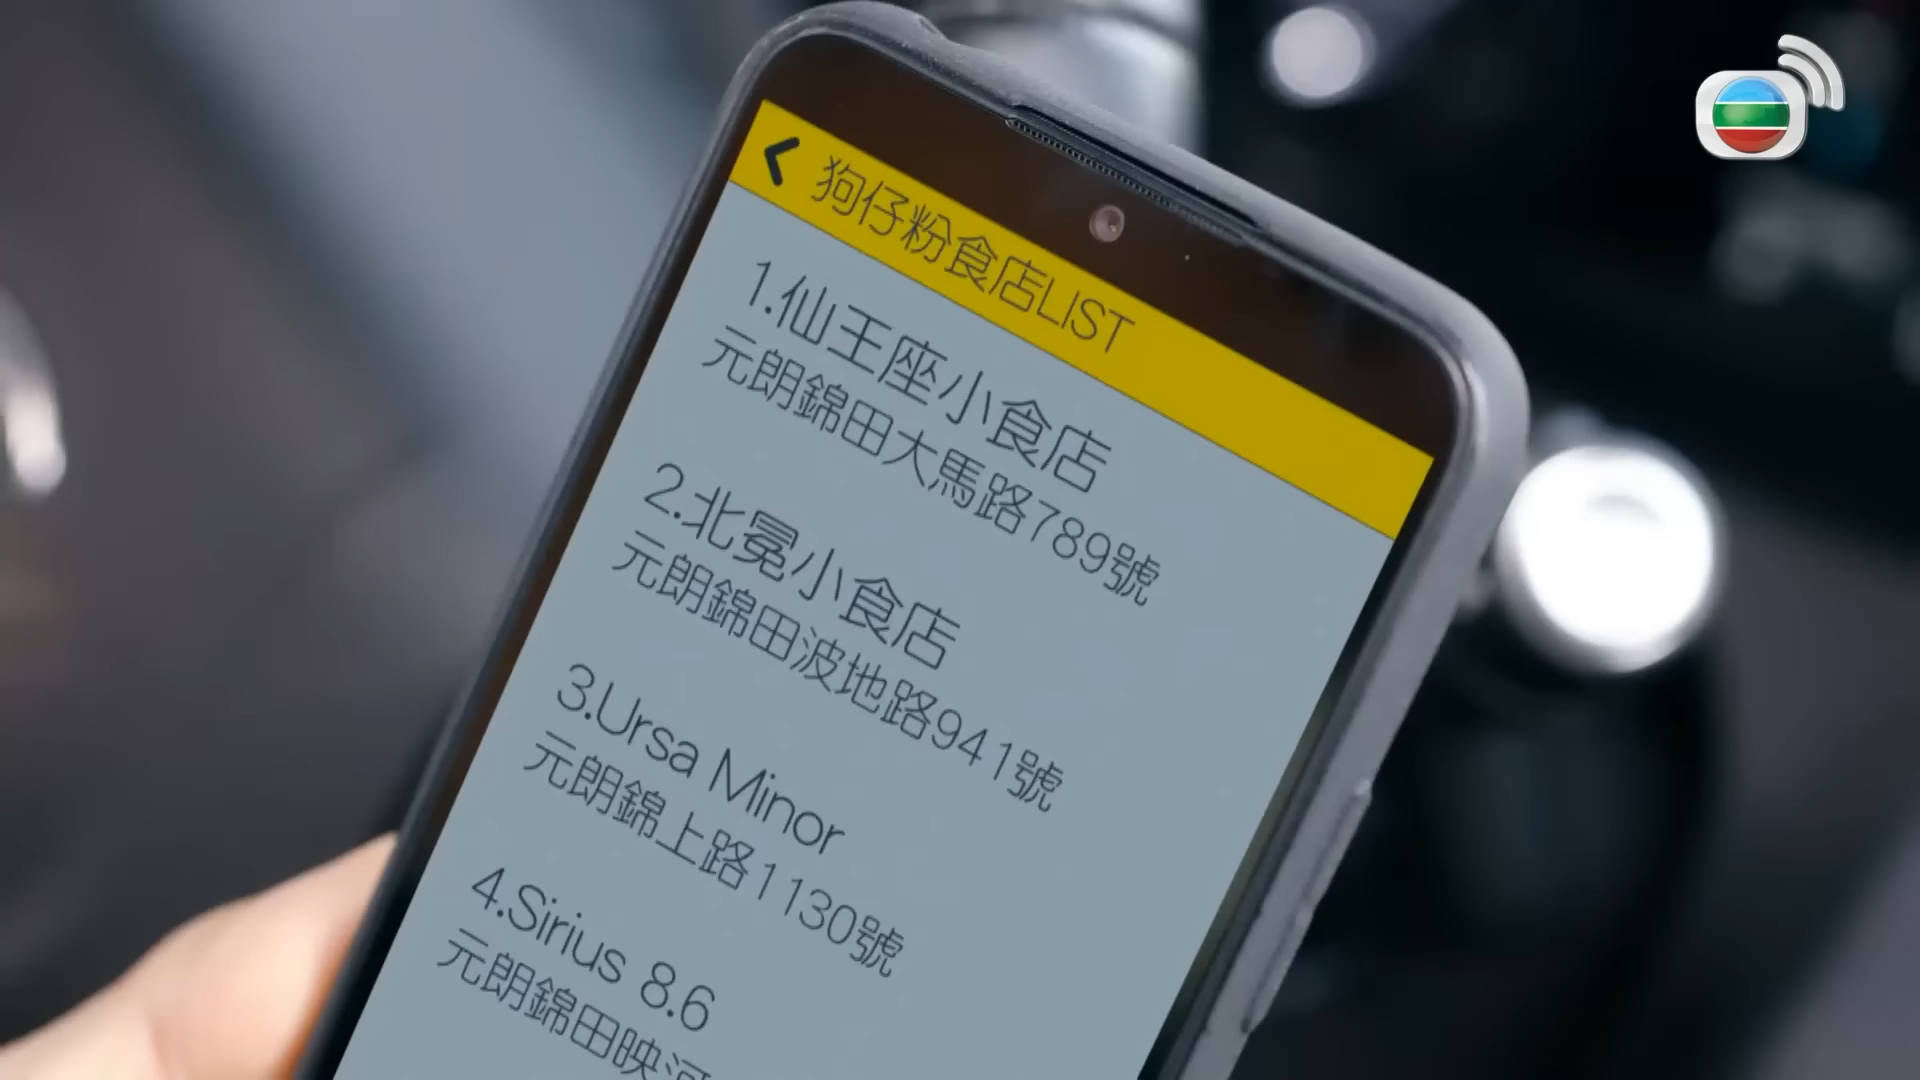 狗仔粉食店LIST
1.仙王座小食店
元朗錦田大馬路789號
2.北冕小食店
元朗錦田波地路941號
3.Ursa Minor
元朗錦上路1130號
4.Sirius 8.6
元朗錦田映河